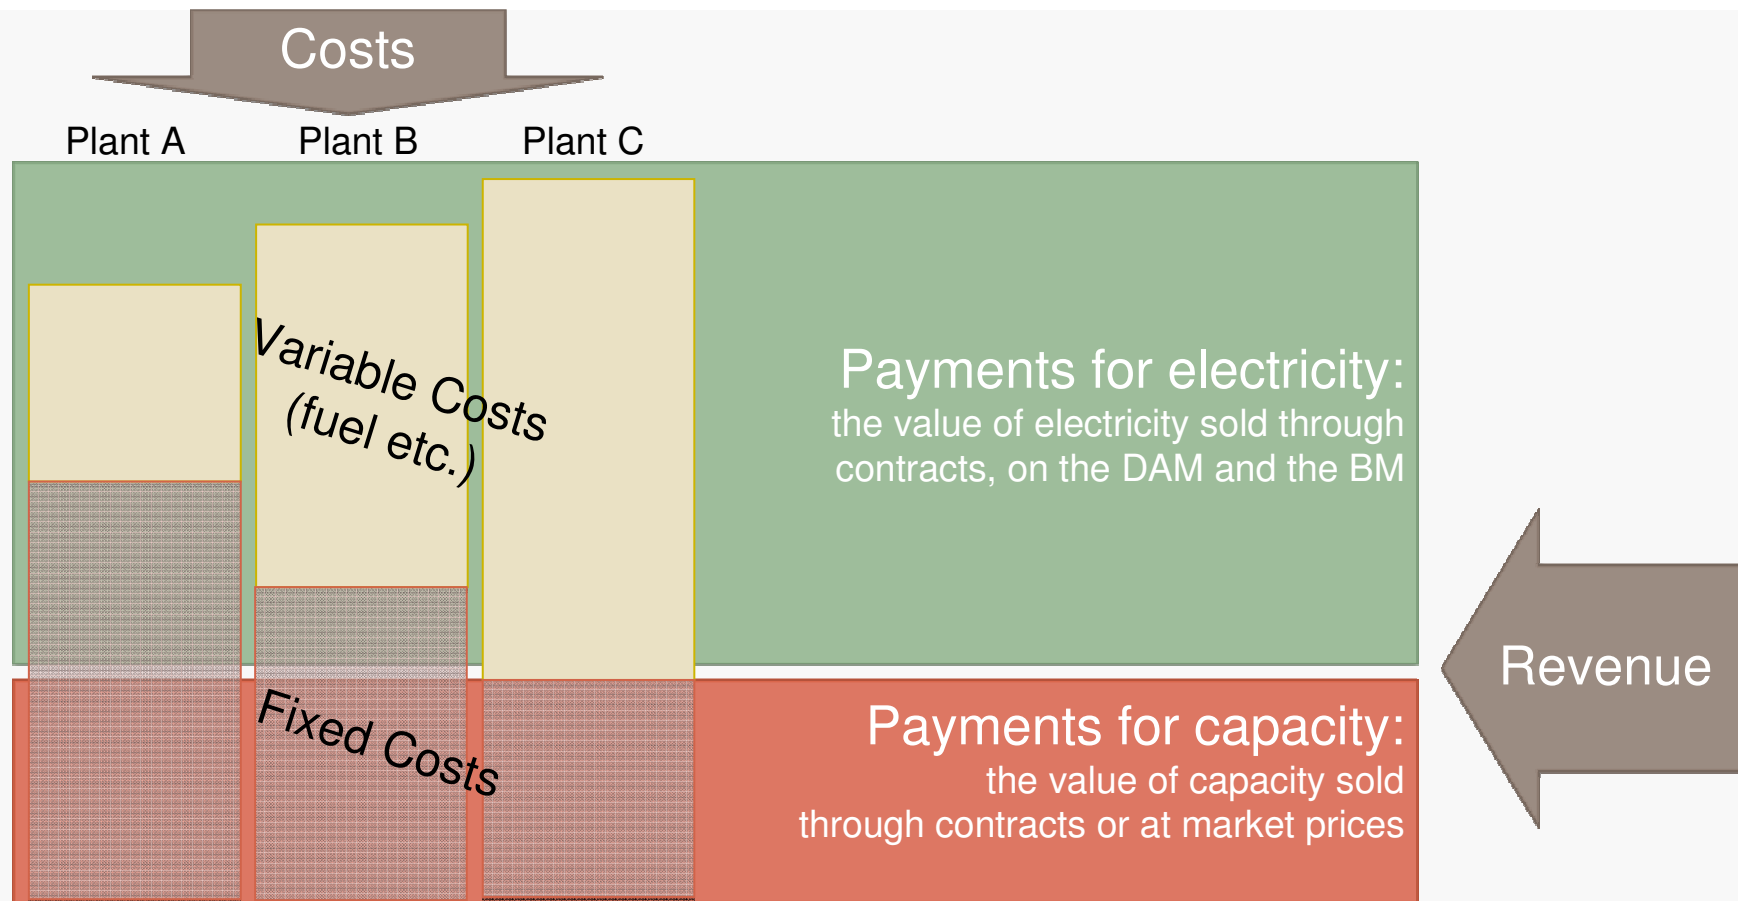 Costs
Plant A
Plant B
Plant C
Variable Costs
(fuel etc.)
Payments for electricity:
the value of electricity sold through
contracts, on the DAM and the BM
Revenue
Fixed Costs
Payments for capacity:
the value of capacity sold
through contracts or at market prices